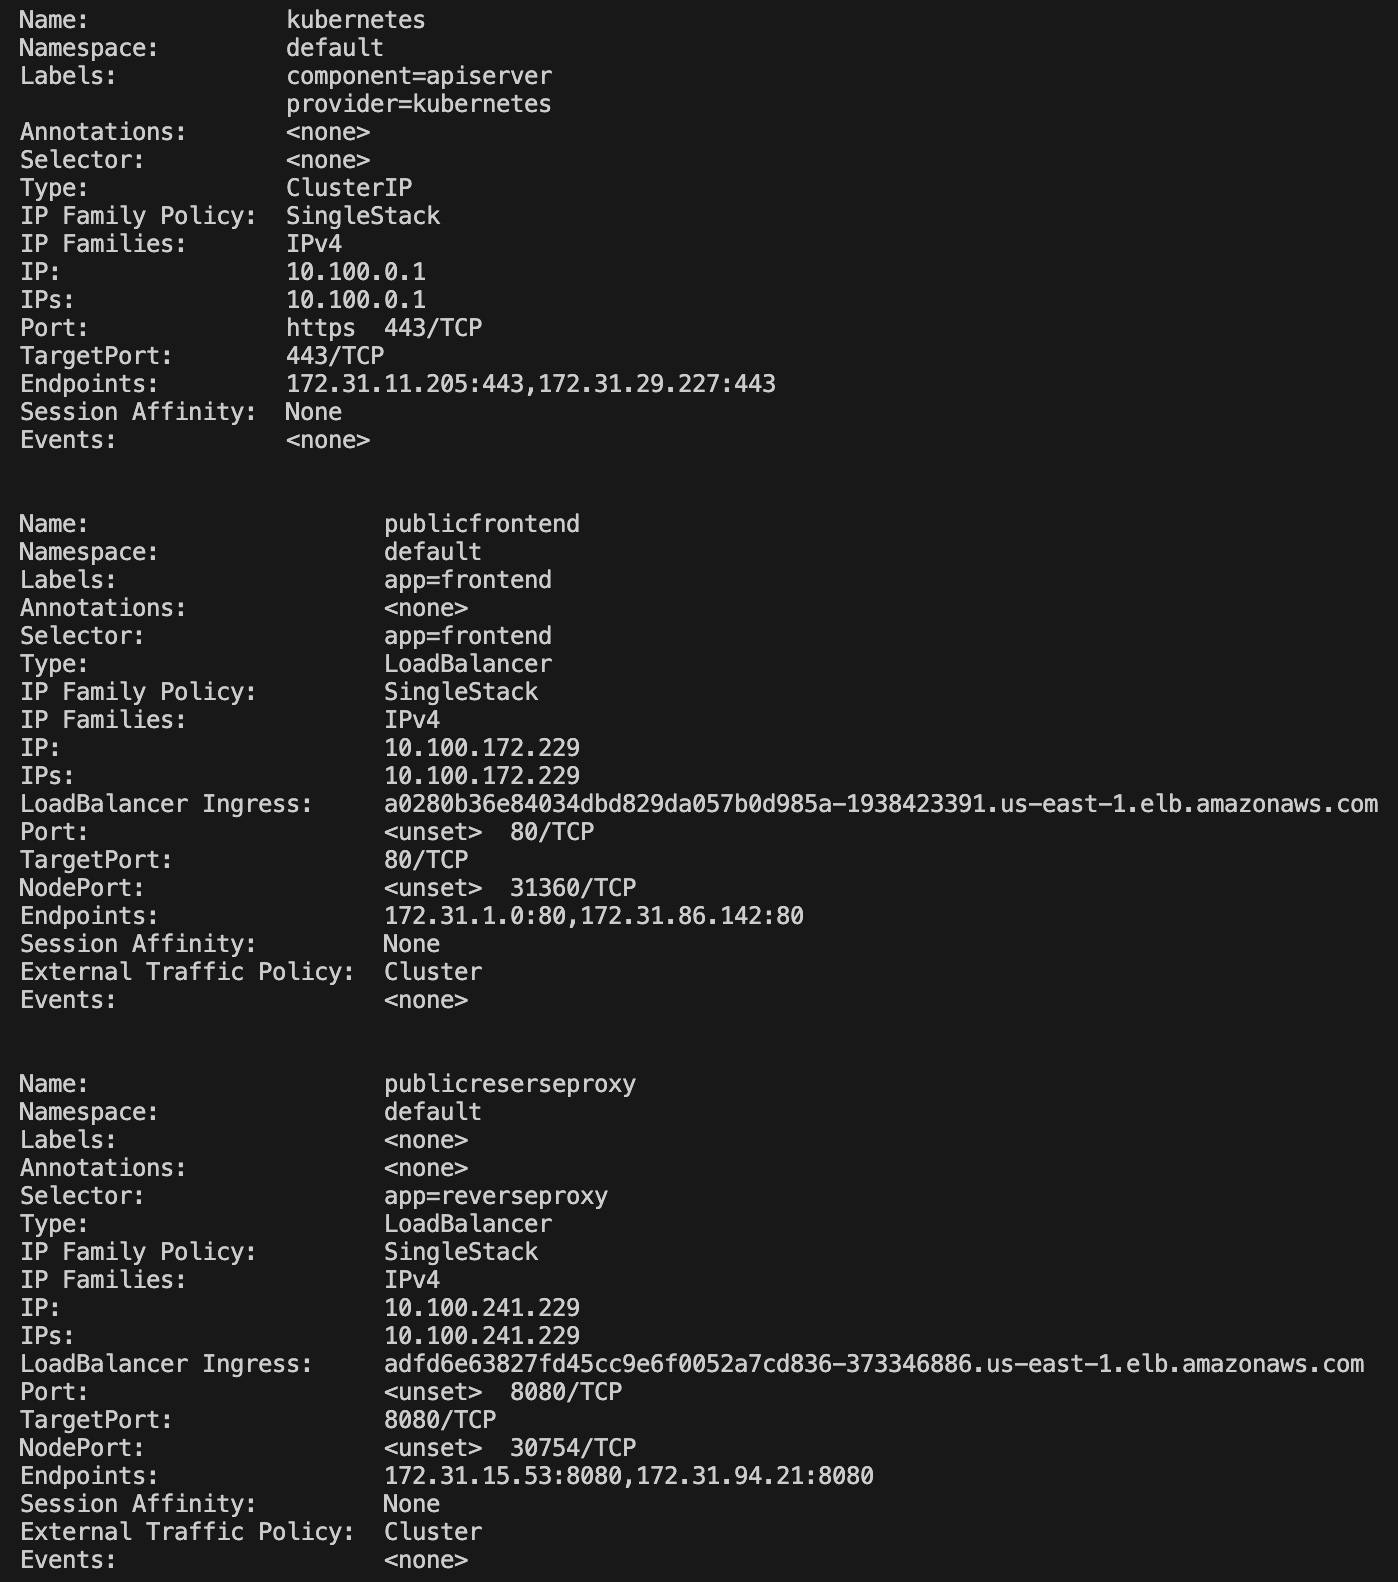 Name:              kubernetes
Namespace:         default
Labels:            component=apiserver
                   provider=kubernetes
Annotations:       <none>
Selector:          <none>
Type:              ClusterIP
IP Family Policy:  SingleStack
IP Families:       IPv4
IP:                10.100.0.1
IPs:               10.100.0.1
Port:              https  443/TCP
TargetPort:        443/TCP
Endpoints:         172.31.11.205:443,172.31.29.227:443
Session Affinity:  None
Events:            <none>

Name:                     publicfrontend
Namespace:                default
Labels:                   app=frontend
Annotations:              <none>
Selector:                 app=frontend
Type:                     LoadBalancer
IP Family Policy:         SingleStack
IP Families:              IPv4
IP:                       10.100.172.229
IPs:                      10.100.172.229
LoadBalancer Ingress:     a0280b36e84034dbd829da057b0d985a-1938423391.us-east-1.elb.amazonaws.com
Port:                     <unset>  80/TCP
TargetPort:               80/TCP
NodePort:                 <unset>  31360/TCP
Endpoints:                172.31.1.0:80,172.31.86.142:80
Session Affinity:         None
External Traffic Policy:  Cluster
Events:                   <none>

Name:                     publicreserseproxy
Namespace:                default
Labels:                   <none>
Annotations:              <none>
Selector:                 app=reverseproxy
Type:                     LoadBalancer
IP Family Policy:         SingleStack
IP Families:              IPv4
IP:                       10.100.241.229
IPs:                      10.100.241.229
LoadBalancer Ingress:     adfd6e63827fd45cc9e6f0052a7cd836-373346886.us-east-1.elb.amazonaws.com
Port:                     <unset>  8080/TCP
TargetPort:               8080/TCP
NodePort:                 <unset>  30754/TCP
Endpoints:                172.31.15.53:8080,172.31.94.21:8080
Session Affinity:         None
External Traffic Policy:  Cluster
Events:                   <none>